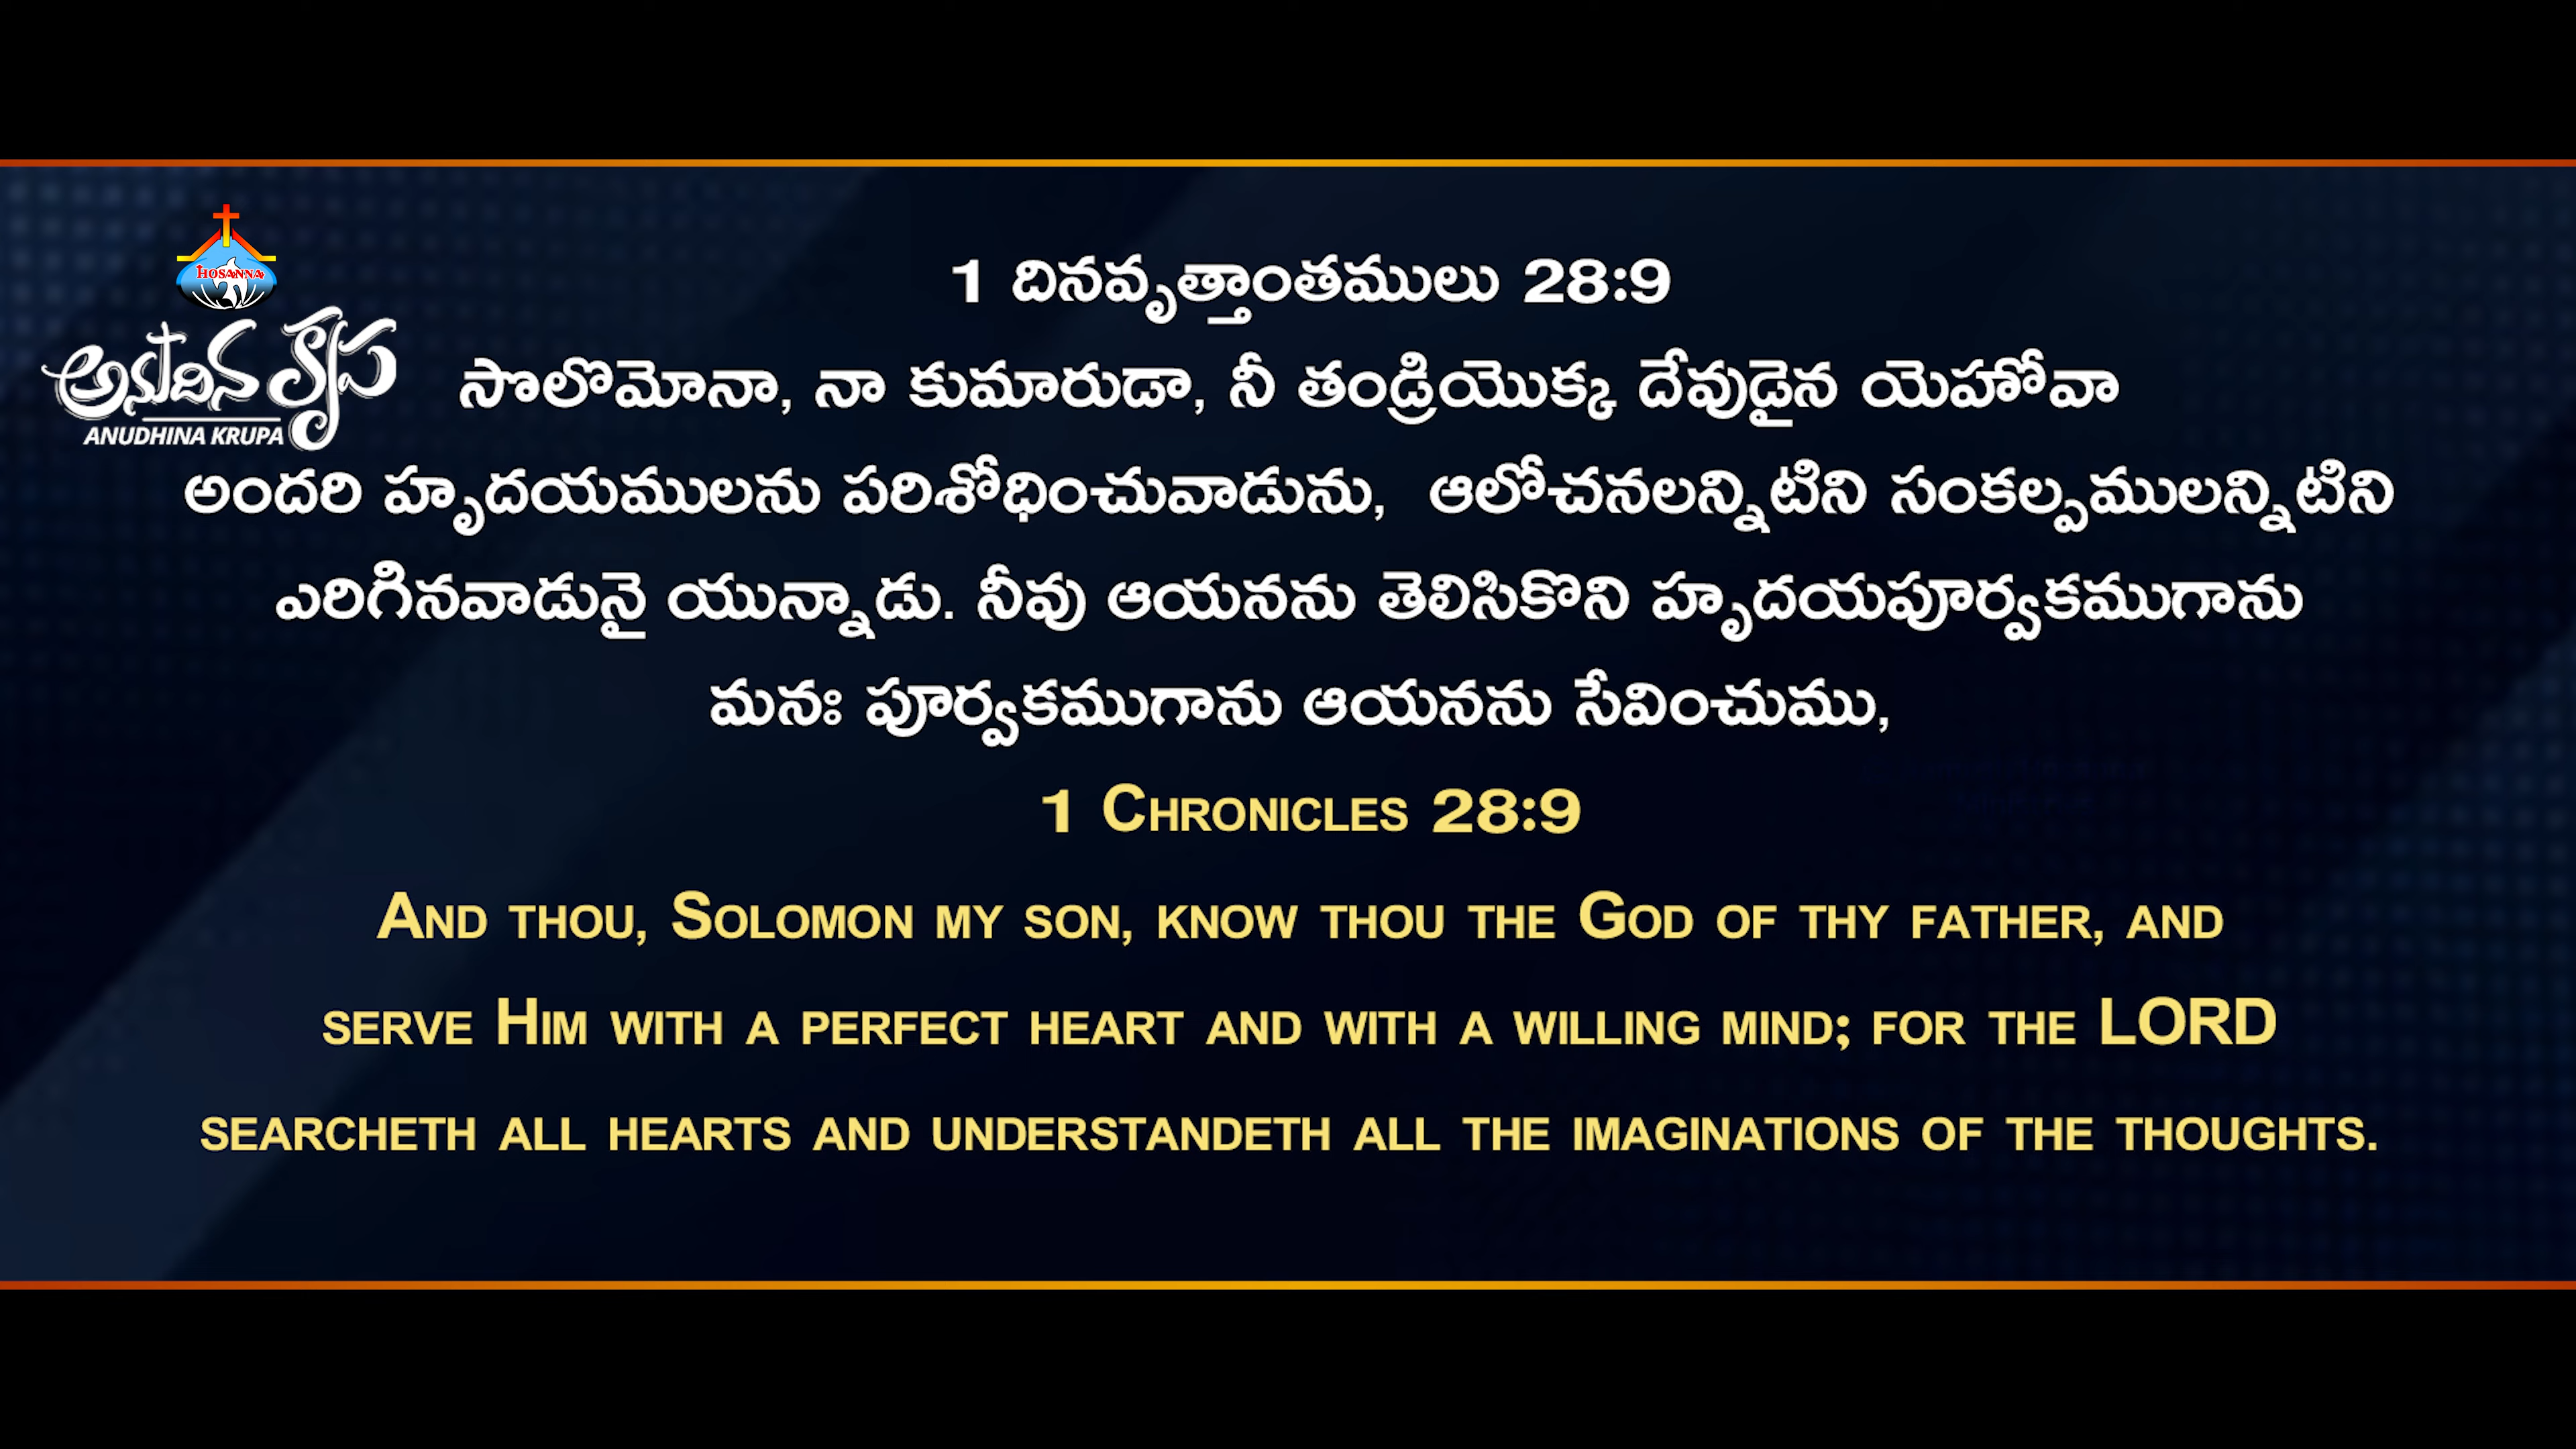 HOSANNA
అనుదిన కృప
ANUDHINA KRUPA
1 దినవృత్తాంతములు 28:9
సొలొమోనా, నా కుమారుడా, నీ తండ్రియొక్క దేవుడైన యెహోవా
అందరి హృదయములను పరిశోధించువాడును, ఆలోచనలన్నిటిని సంకల్పములన్నిటిని
ఎరిగినవాడునై యున్నాడు. నీవు ఆయనను తెలిసికొని హృదయపూర్వకముగాను
మనః పూర్వకముగాను ఆయనను సేవించుము,
1 Chronicles 28:9
And thou, Solomon my son, know thou the God of thy father, and
serve Him with a perfect heart and with a willing mind; for the LORD
searcheth all hearts and understandeth all the imaginations of the thoughts.